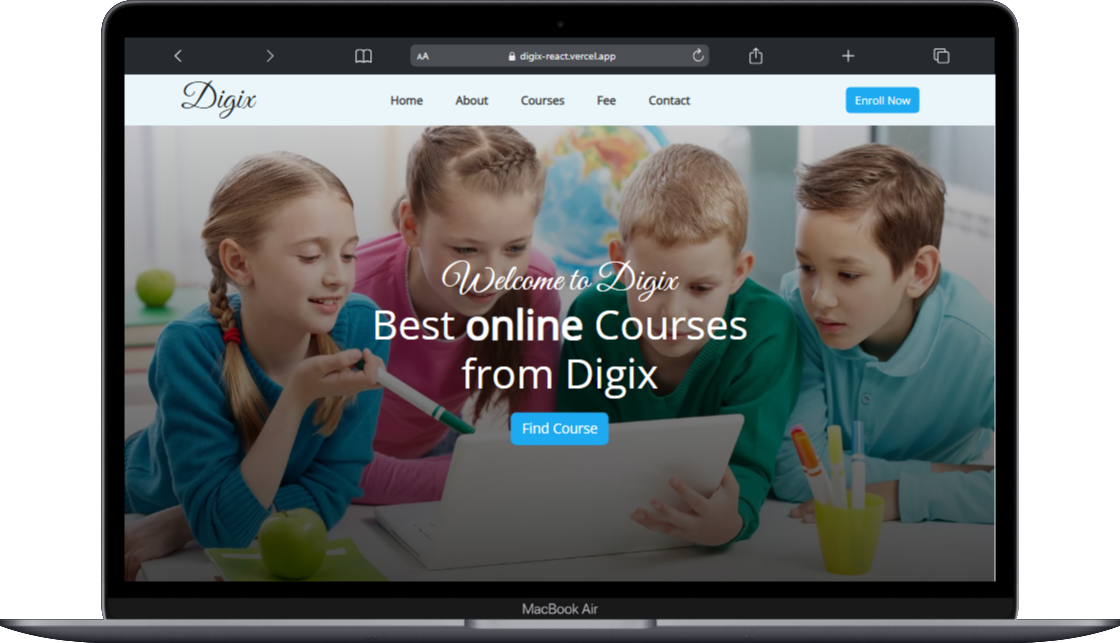 AA
digix-react.vercel.app
Digix
Home About Courses Fee Contact
Enroll Now
Welcome to Digix
Best online Courses
from Digix
Find Course
MacBook Air